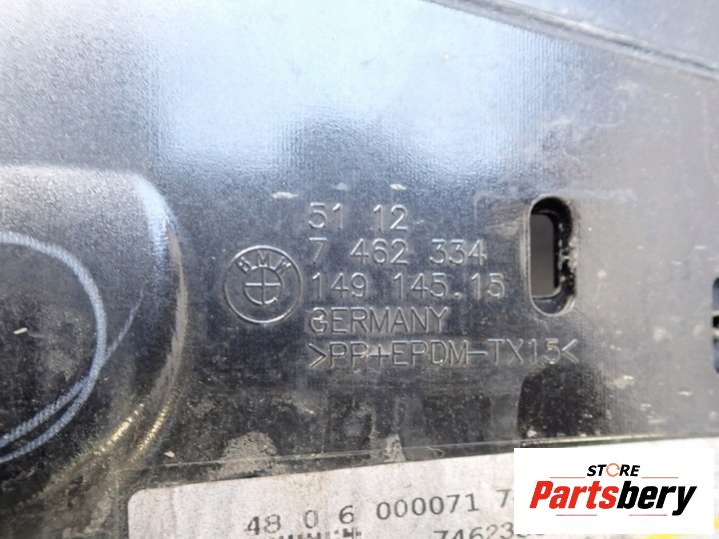 51 12
7 462 334
BMW
149 145.15
GERMANY
>PP+EPDM-TX15<
STORE
Partsbery
48 0 6 000071